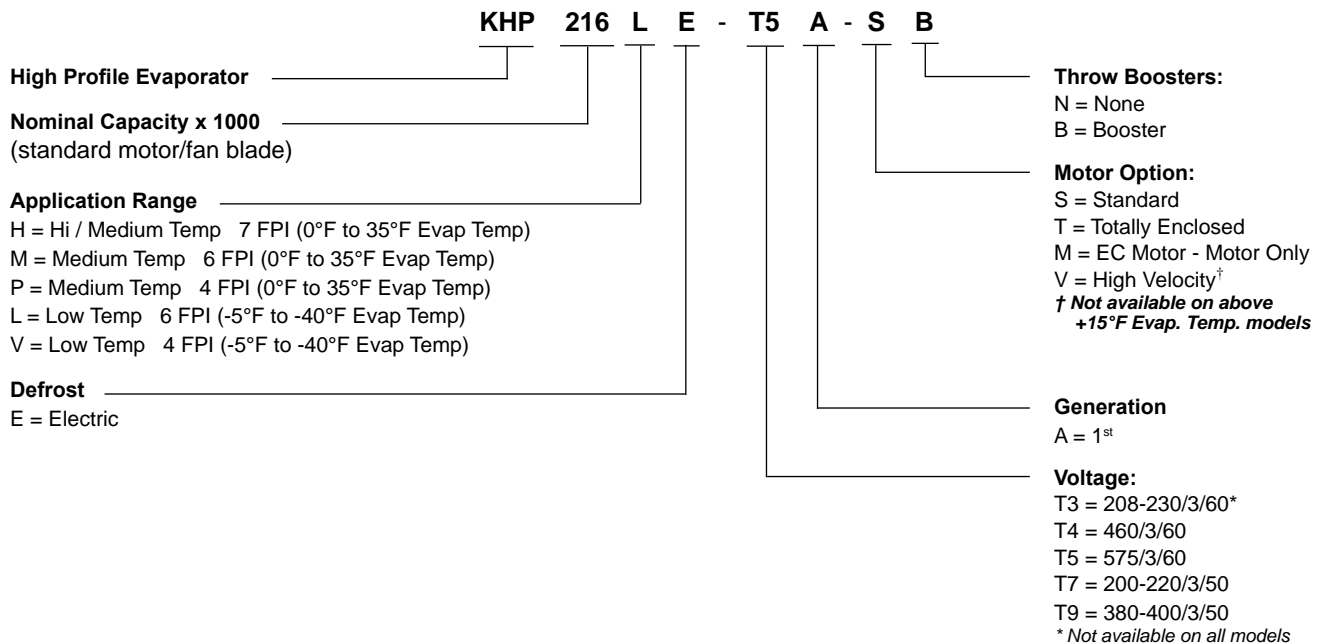 KHP 216 L E - T5 A - S B
High Profile Evaporator
Nominal Capacity x 1000
(standard motor/fan blade)
Application Range
H = Hi / Medium Temp 7 FPI (0°F to 35°F Evap Temp)
M = Medium Temp 6 FPI (0°F to 35°F Evap Temp)
P = Medium Temp 4 FPI (0°F to 35°F Evap Temp)
L = Low Temp 6 FPI (-5°F to -40°F Evap Temp)
V = Low Temp 4 FPI (-5°F to -40°F Evap Temp)
Defrost
E = Electric
Throw Boosters:
N = None
B = Booster
Motor Option:
S = Standard
T = Totally Enclosed
M = EC Motor - Motor Only
V = High Velocity†
† Not available on above
+15°F Evap. Temp. models
Generation
A = 1st
Voltage:
T3 = 208-230/3/60*
T4 = 460/3/60
T5 = 575/3/60
T7 = 200-220/3/50
T9 = 380-400/3/50
* Not available on all models